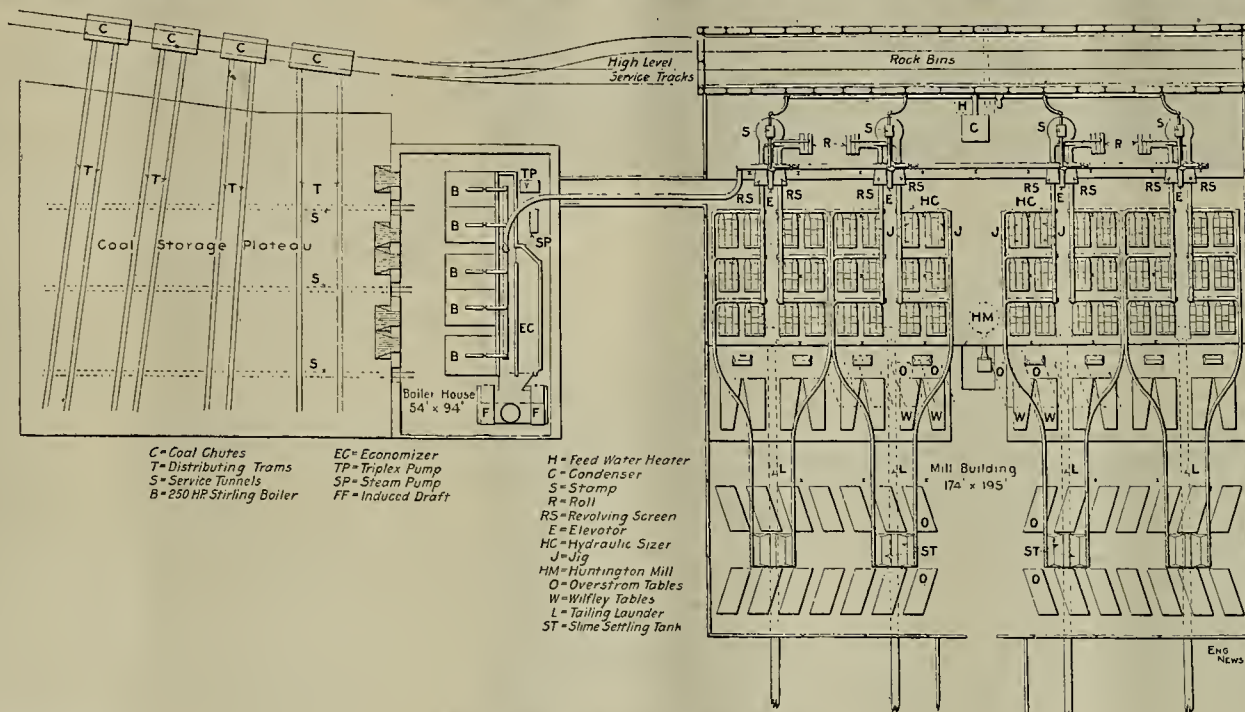 C
C
C
C
High Level
Service Tracks
Rock Bins
H
J
C
S
S
S
S
R
R
T
T
T
T
S
Coal Storage Plateau
S
S
B
B
B
B
B
TP
SP
EC
Boiler House
54' x 94'
F
F
RS
E
RS
RS
E
RS
RS
E
RS
RS
E
RS
HC
HC
J
J
J
J
HM
O
O
O
O
W
W
W
W
L
L
Mill Building
174' x 195'
L
L
O
O
ST
ST
O
O
C = Coal Chutes
T = Distributing Trams
S = Service Tunnels
B = 250 HP. Stirling Boiler
EC = Economizer
TP = Triplex Pump
SP = Steam Pump
FF = Induced Draft
H = Feed Water Heater
C = Condenser
S = Stamp
R = Roll
RS = Revolving Screen
E = Elevator
HC = Hydraulic Sizer
J = Jig
HM = Huntington Mill
O = Overstrom Tables
W = Wilfley Tables
L = Tailing Launder
ST = Slime Settling Tank
ENG
NEWS